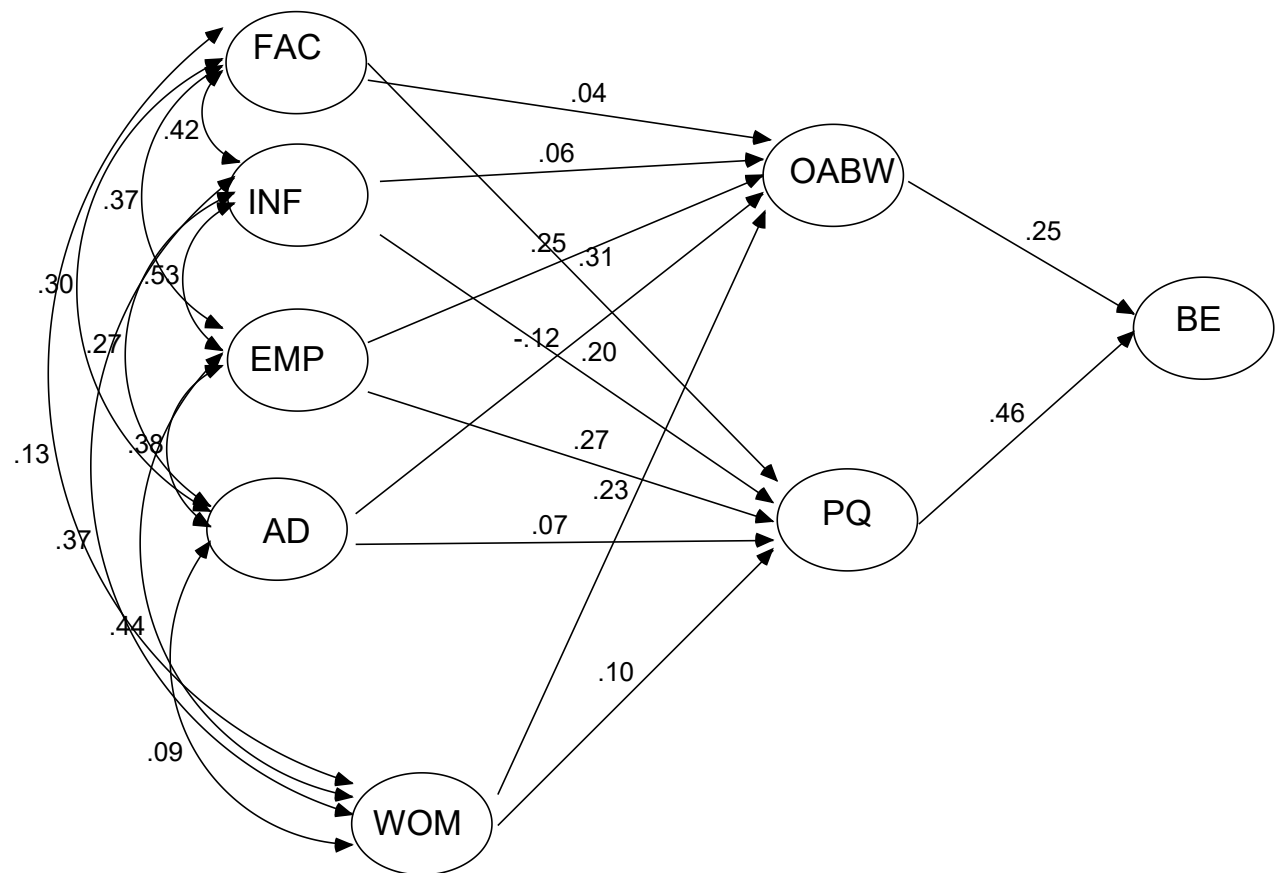 FAC
.04
.42
.06
OABW
INF
.37
.25
.25
.31
.53
.30
BE
-.12
.20
.27
EMP
.46
.27
.38
.13
.23
PQ
AD
.07
.37
.44
.10
.09
WOM